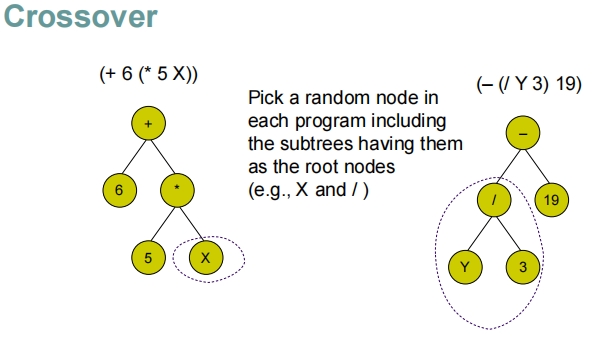 Crossover
(+ 6 (* 5 X))
Pick a random node in
each program including
the subtrees having them
as the root nodes
(e.g., X and / )
(– (/ Y 3) 19)
+
6
*
5
X
–
/
19
Y
3